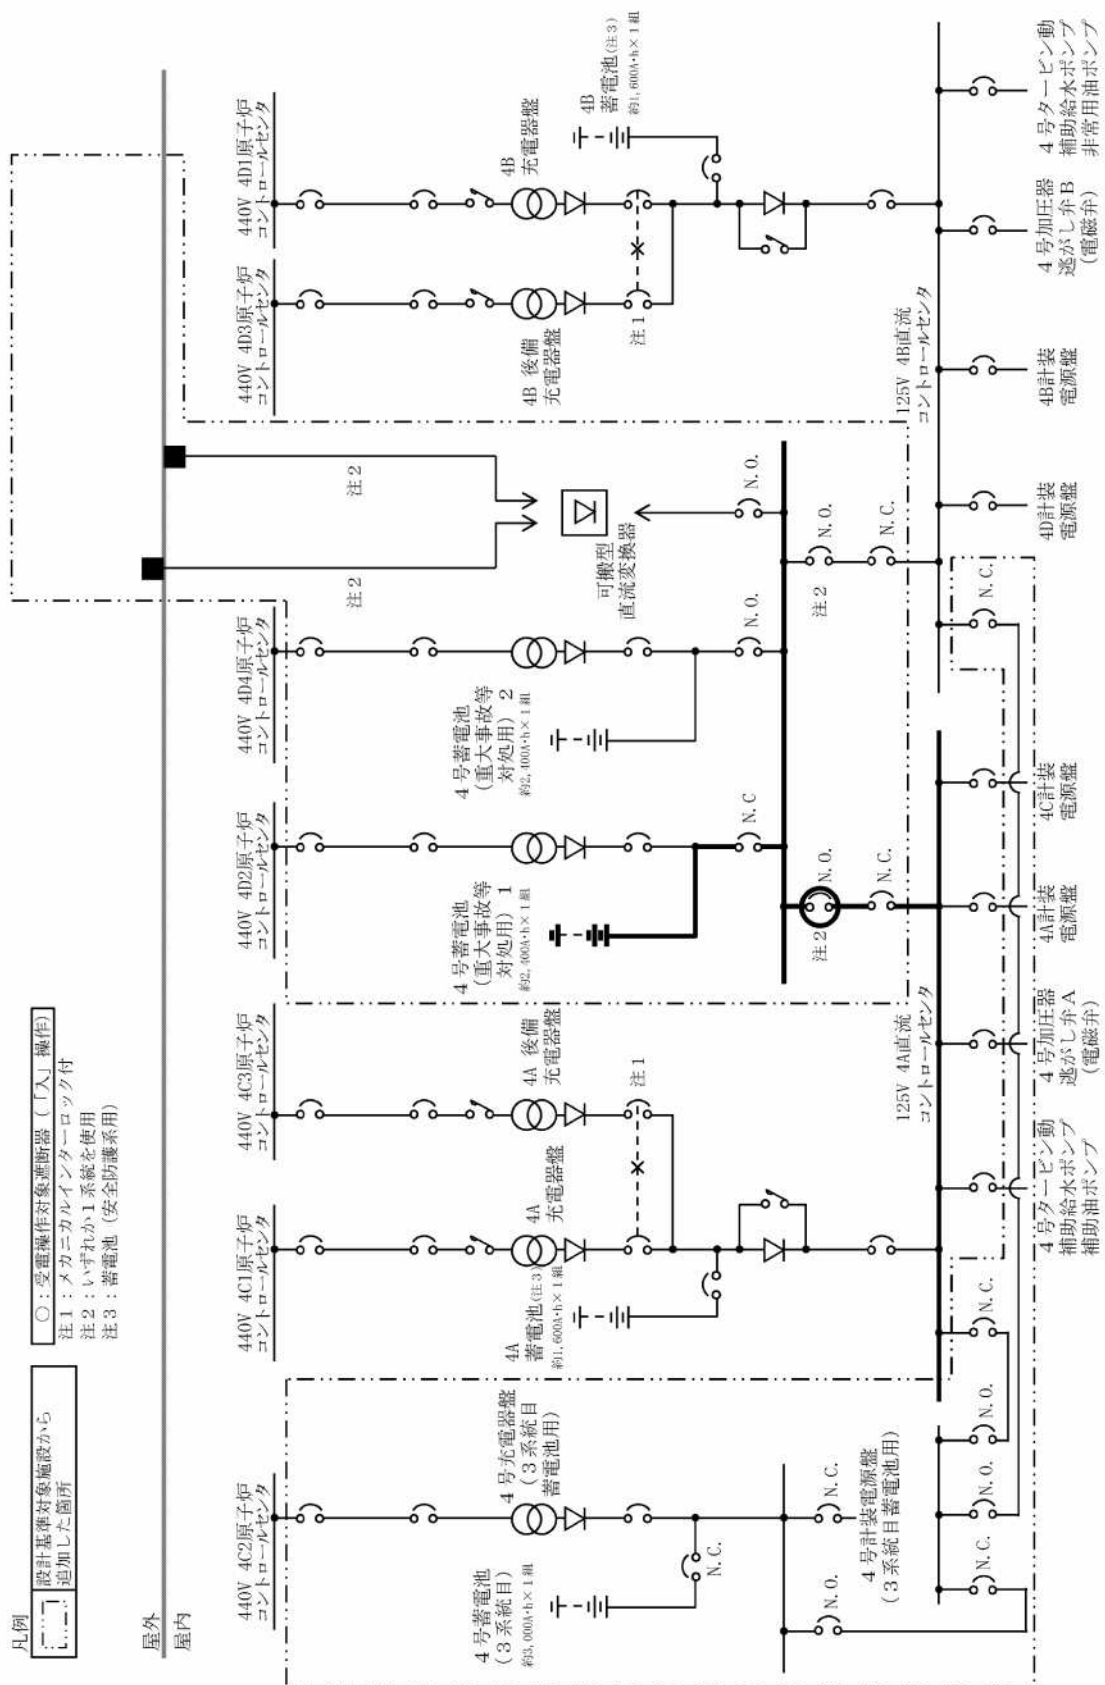 凡例
設計基準対象施設から
追加した箇所
○：受電操作対象遮断器（「入」操作）
注１：メカニカルインターロック付
注２：いずれか１系統を使用
注３：蓄電池（安全防護系用）
屋外
屋内
440V 4C2原子炉
コントロールセンタ
440V 4C1原子炉
コントロールセンタ
440V 4C3原子炉
コントロールセンタ
440V 4D2原子炉
コントロールセンタ
440V 4D4原子炉
コントロールセンタ
440V 4D3原子炉
コントロールセンタ
440V 4D1原子炉
コントロールセンタ
注２
注２
４号充電器盤
（３系統目
蓄電池用）
４号蓄電池
（３系統目）
約3,000A・h×１組
N.C.
4A
充電器盤
4A
蓄電池(注３)
約1,600A・h×１組
4A 後備
充電器盤
注１
４号蓄電池
（重大事故等
対処用）１
約2,400A・h×１組
N.C
４号蓄電池
（重大事故等
対処用）２
約2,400A・h×１組
N.O.
可搬型
直流変換器
N.O.
4B 後備
充電器盤
注１
4B
充電器盤
4B
蓄電池(注３)
約1,600A・h×１組
N.O.
N.C.
４号計装電源盤
（３系統目蓄電池用）
注２
N.O.
N.C.
注２
N.O.
N.C.
125V 4A直流
コントロールセンタ
125V 4B直流
コントロールセンタ
N.C.
N.O.
N.O.
N.C.
N.C.
４号タービン動
補助給水ポンプ
補助油ポンプ
４号加圧器
逃がし弁Ａ
（電磁弁）
4A計装
電源盤
4C計装
電源盤
4D計装
電源盤
4B計装
電源盤
４号加圧器
逃がし弁Ｂ
（電磁弁）
４号タービン動
補助給水ポンプ
非常用油ポンプ